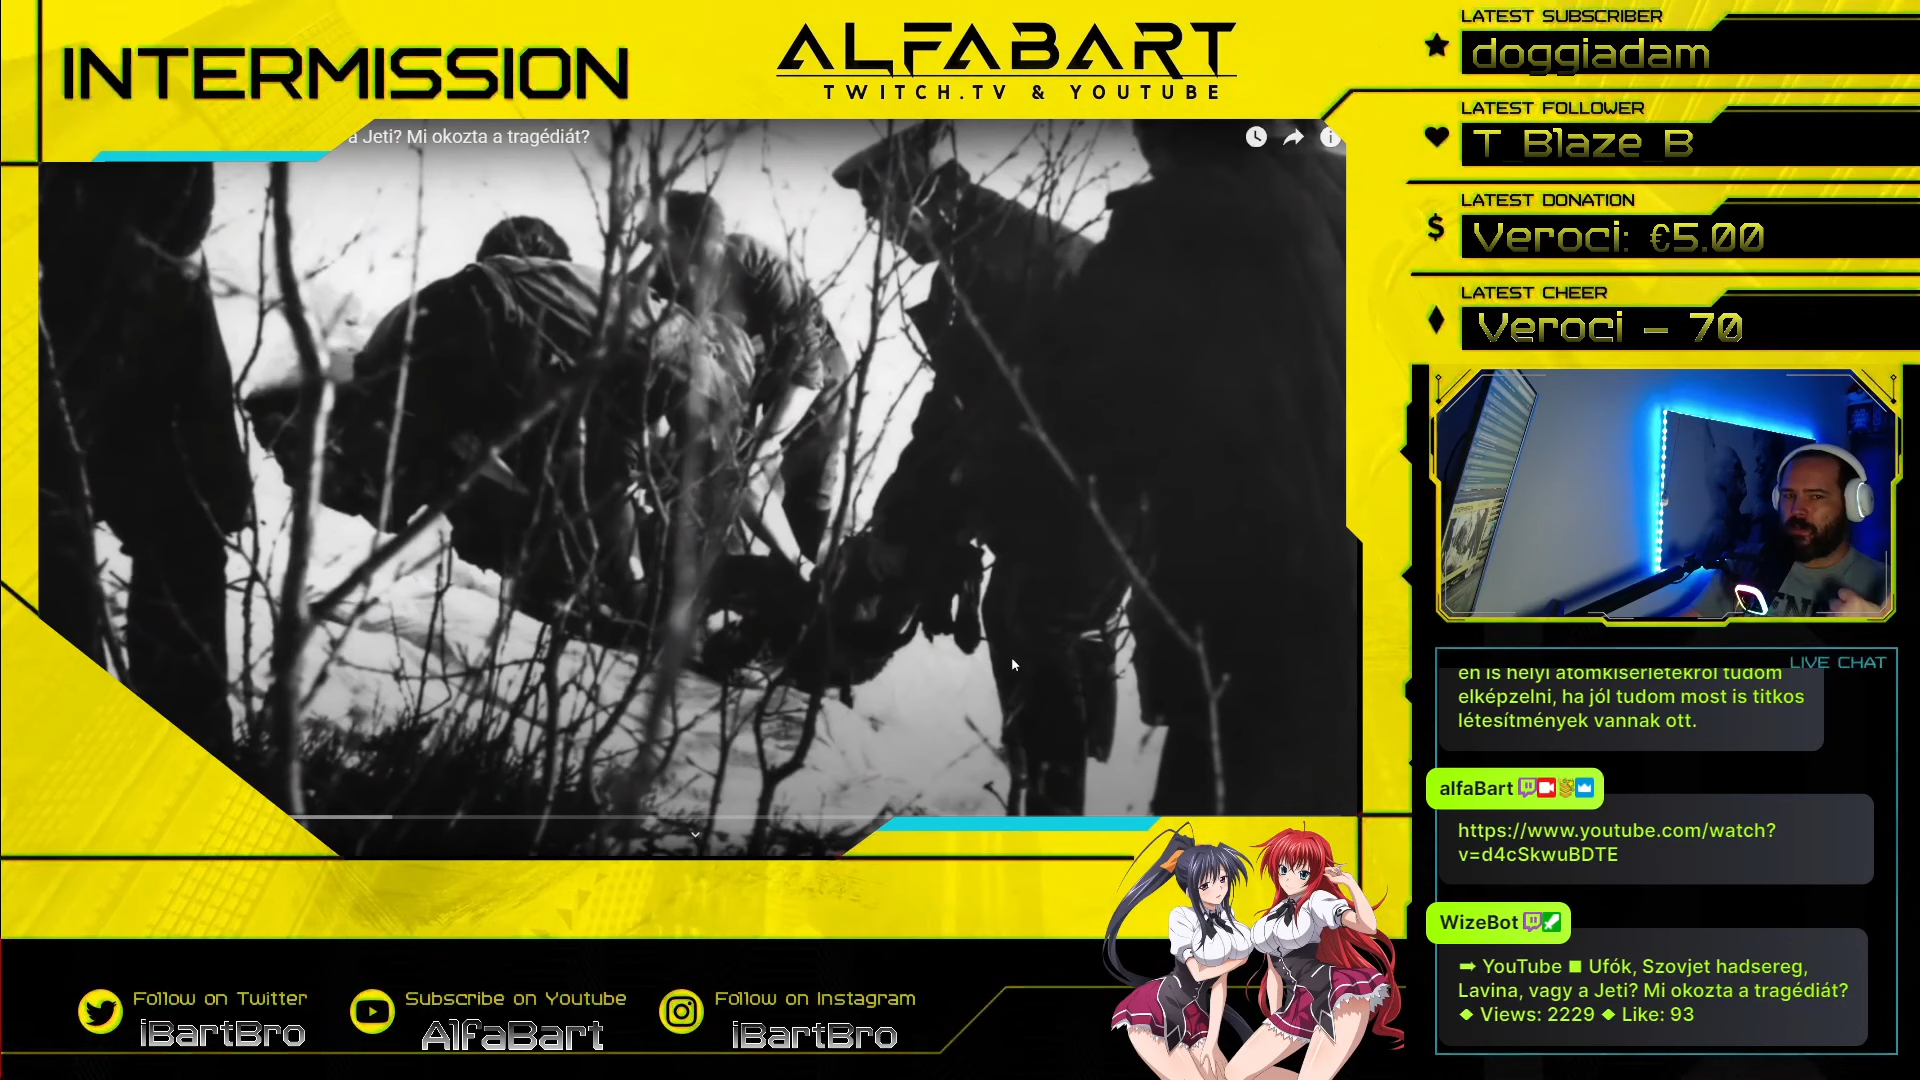 INTERMISSION
ALFABART
TWITCH.TV & YOUTUBE
a Jeti? Mi okozta a tragédiát?
LATEST SUBSCRIBER
doggiadam
LATEST FOLLOWER
T_Blaze_B
LATEST DONATION
Veroci: €5.00
LATEST CHEER
Veroci - 70
LIVE CHAT
én is helyi atomkísérletekről tudom
elképzelni, ha jól tudom most is titkos
létesítmények vannak ott.
alfaBart
https://www.youtube.com/watch?
v=d4cSkwuBDTE
WizeBot
➡ YouTube ■ Ufók, Szovjet hadsereg,
Lavina, vagy a Jeti? Mi okozta a tragédiát?
◆ Views: 2229 ◆ Like: 93
Follow on Twitter
iBartBro
Subscribe on Youtube
AlfaBart
Follow on Instagram
iBartBro